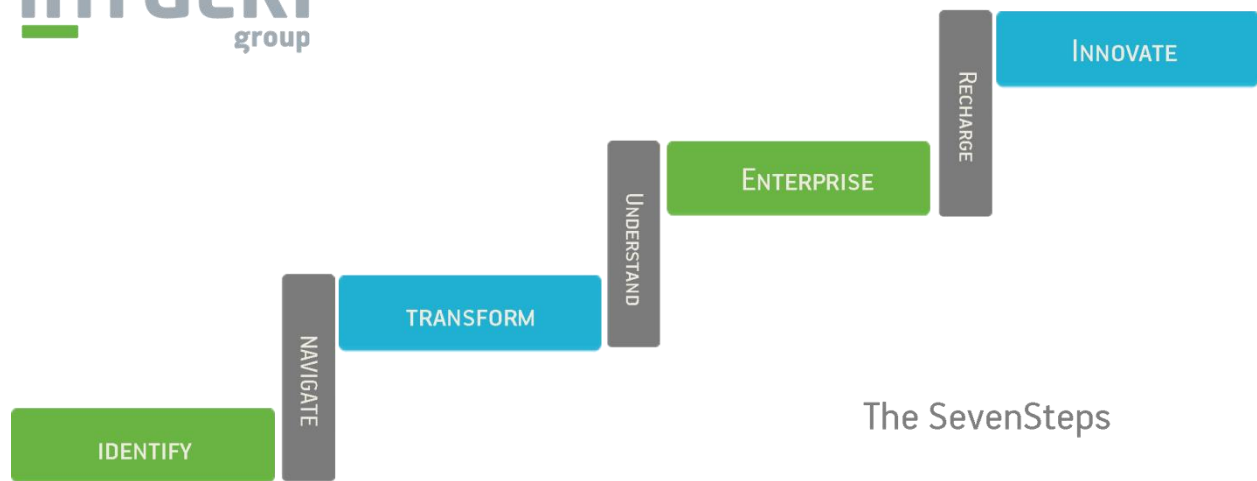 group
INNOVATE
RECHARGE
ENTERPRISE
UNDERSTAND
TRANSFORM
NAVIGATE
The SevenSteps
IDENTIFY